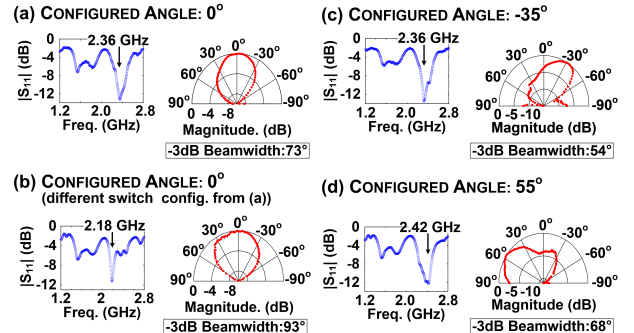 (a) CONFIGURED ANGLE: 0°
0
-4
-8
-12
|S11| (dB)
2.36 GHz
1.2
2.0
2.8
Freq. (GHz)
0°
30°
-30°
60°
-60°
90°
-90°
0 -4 -8
Magnitude. (dB)
-3dB Beamwidth:73°
(b) CONFIGURED ANGLE: 0°
(different switch config. from (a))
0
-4
-8
-12
|S11| (dB)
2.18 GHz
1.2
2.0
2.8
Freq. (GHz)
0°
30°
-30°
60°
-60°
90°
-90°
0 -4 -8
Magnitude. (dB)
-3dB Beamwidth:93°
(c) CONFIGURED ANGLE: -35°
0
-4
-8
-12
|S11| (dB)
2.36 GHz
1.2
2.0
2.8
Freq. (GHz)
0°
30°
-30°
60°
-60°
90°
-90°
0 -5 -10
Magnitude (dB)
-3dB Beamwidth:54°
(d) CONFIGURED ANGLE: 55°
0
-4
-8
-12
|S11| (dB)
2.42 GHz
1.2
2.0
2.8
Freq. (GHz)
0°
30°
-30°
60°
-60°
90°
-90°
0 -5 -10
Magnitude (dB)
-3dB Beamwidth:68°